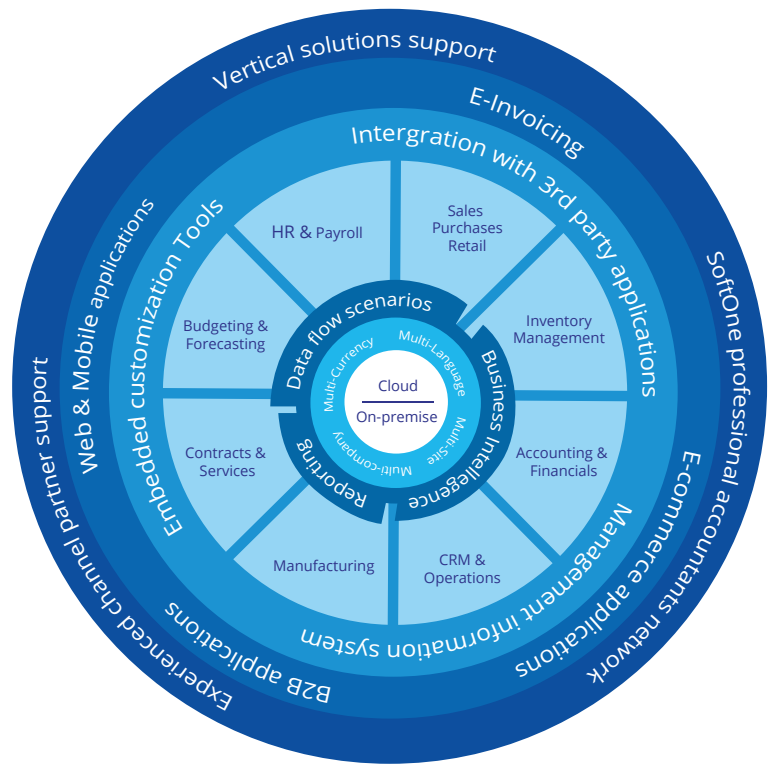 Vertical solutions support
SoftOne professional accountants network
Experienced channel partner support
E-Invoicing
E-commerce applications
B2B applications
Web & Mobile applications
Intergration with 3rd party applications
Management information system
Embedded customization Tools
HR & Payroll
Sales
Purchases
Retail
Inventory
Management
Accounting &
Financials
CRM &
Operations
Manufacturing
Contracts &
Services
Budgeting &
Forecasting
Data flow scenarios
Business Intellegence
Reporting
Multi-Currency
Multi-Language
Multi-Site
Multi-company
Cloud
On-premise